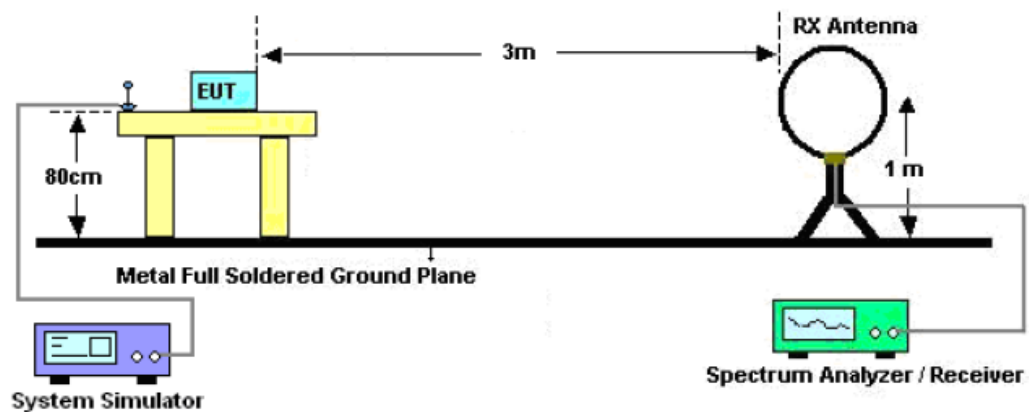 RX Antenna
3m
EUT
80cm
1 m
Metal Full Soldered Ground Plane
System Simulator
Spectrum Analyzer / Receiver